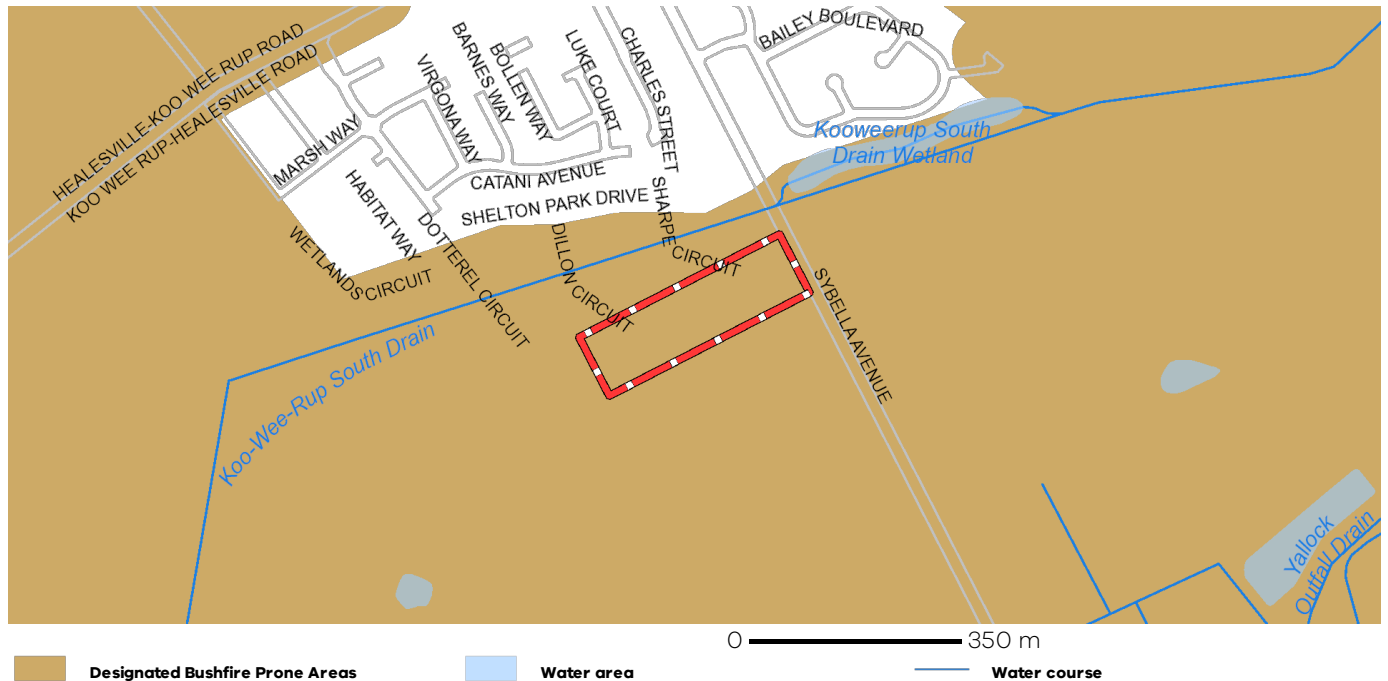 BAILEY BOULEVARD
HEALESVILLE-KOO WEE RUP ROAD
KOO WEE RUP-HEALESVILLE ROAD
MARSH WAY
VIRGONA WAY
BARNES WAY
BOLLEN WAY
LUKE COURT
CHARLES STREET
Kooweerup South
Drain Wetland
CATANI AVENUE
SHELTON PARK DRIVE
HABITAT WAY
WETLANDS CIRCUIT
DOTTEREL CIRCUIT
DILLON CIRCUIT
SHARPE CIRCUIT
SYBELLA AVENUE
Koo-Wee-Rup South Drain
Yallock
Outfall Drain
0 350 m
Designated Bushfire Prone Areas
Water area
Water course